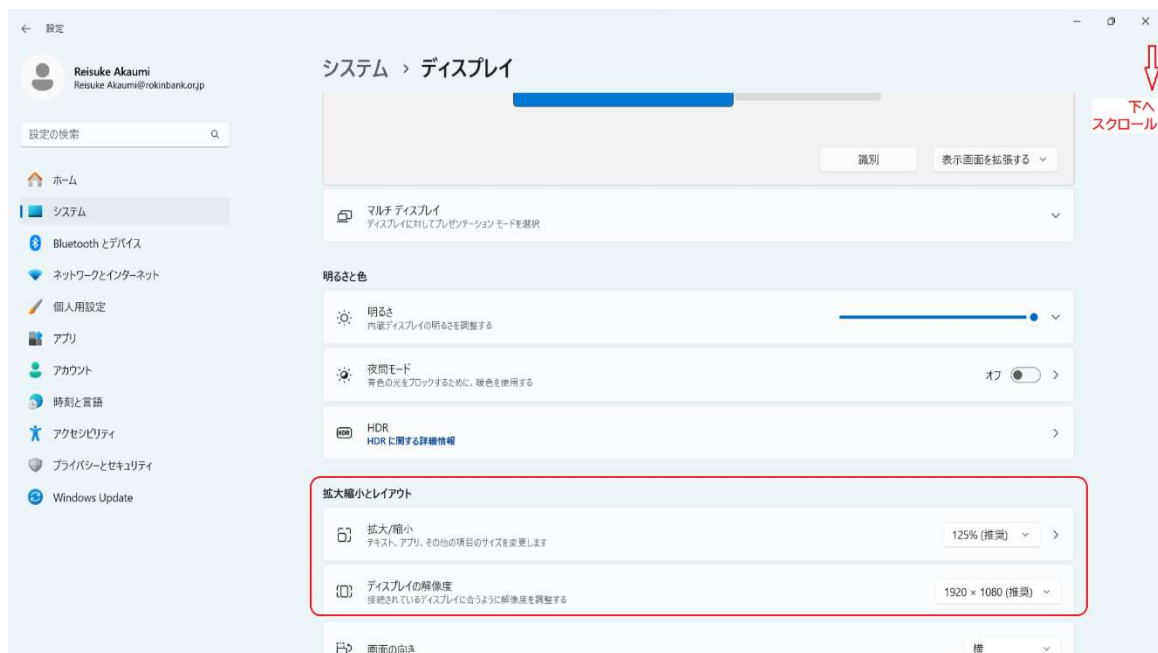 ← 設定
Reisuke Akaumi
Reisuke Akaumi@rokinbank.or.jp
設定の検索
ホーム
システム
Bluetooth とデバイス
ネットワークとインターネット
個人用設定
アプリ
アカウント
時刻と言語
アクセシビリティ
プライバシーとセキュリティ
Windows Update
システム › ディスプレイ
下へ
スクロール
識別
表示画面を拡張する
マルチ ディスプレイ
ディスプレイに対してプレゼンテーション モードを選択
明るさと色
明るさ
内蔵ディスプレイの明るさを調整する
夜間モード
青色の光をブロックするために、暖色を使用する
オフ
HDR
HDR
HDR に関する詳細情報
拡大縮小とレイアウト
拡大/縮小
テキスト、アプリ、その他の項目のサイズを変更します
125% (推奨)
ディスプレイの解像度
接続されているディスプレイに合うように解像度を調整する
1920 × 1080 (推奨)
画面の向き
横